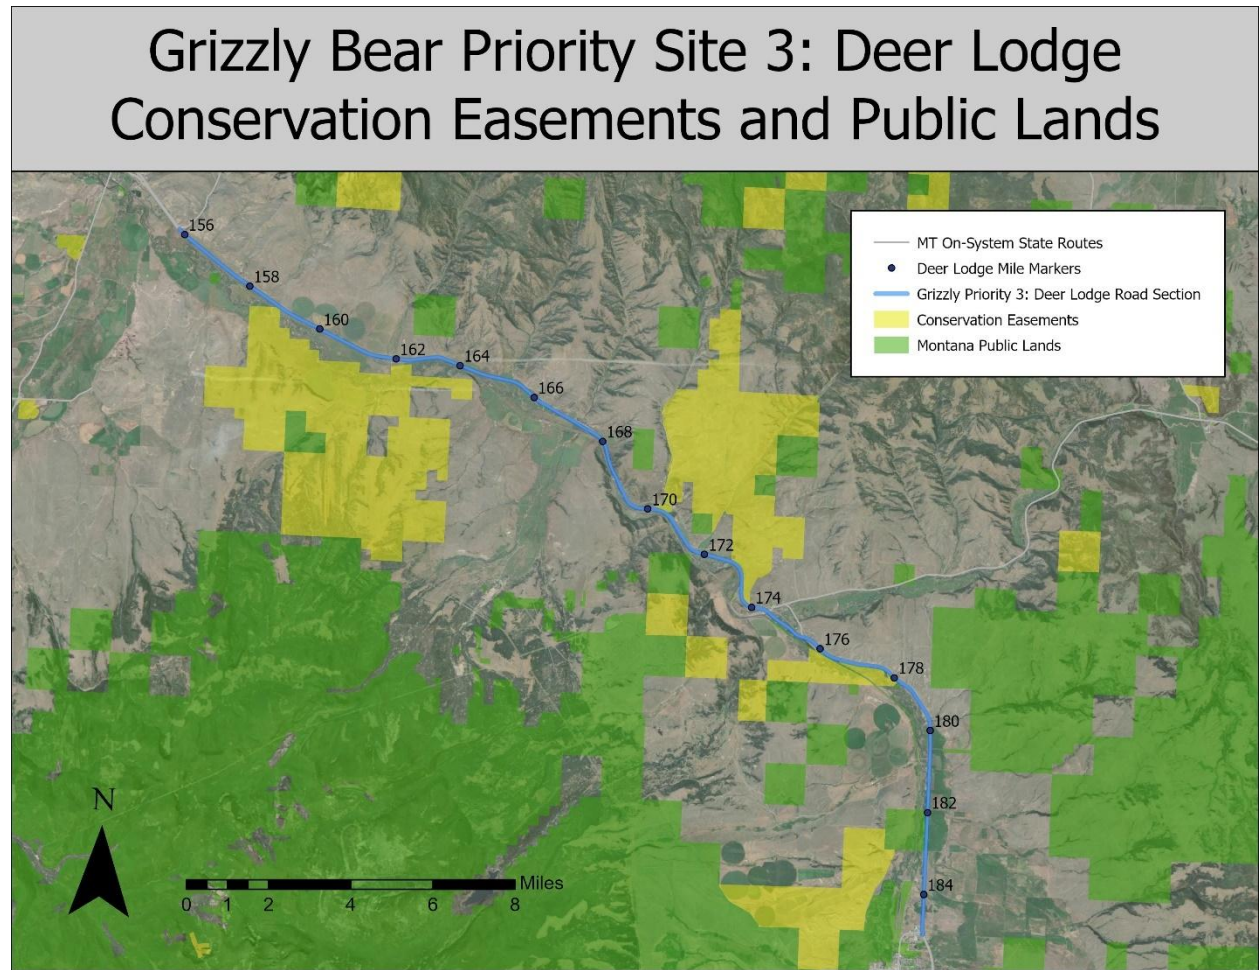 Grizzly Bear Priority Site 3: Deer Lodge
Conservation Easements and Public Lands
MT On-System State Routes
Deer Lodge Mile Markers
Grizzly Priority 3: Deer Lodge Road Section
Conservation Easements
Montana Public Lands
156
158
160
162
164
166
168
170
172
174
176
178
180
182
184
N
Miles
0 1 2 4 6 8